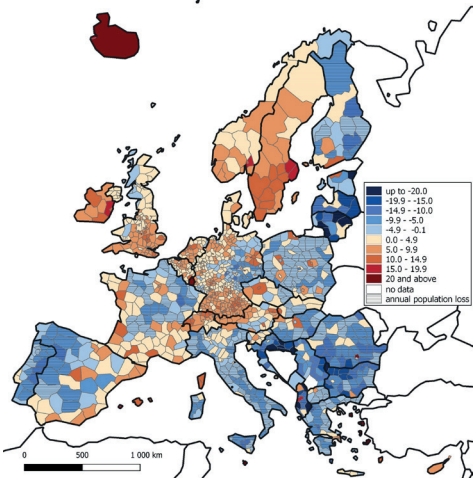 up to -20.0
-19.9 - -15.0
-14.9 - -10.0
-9.9 - -5.0
-4.9 - -0.1
0.0 - 4.9
5.0 - 9.9
10.0 - 14.9
15.0 - 19.9
20 and above
no data
annual population loss
0 500 1 000 km